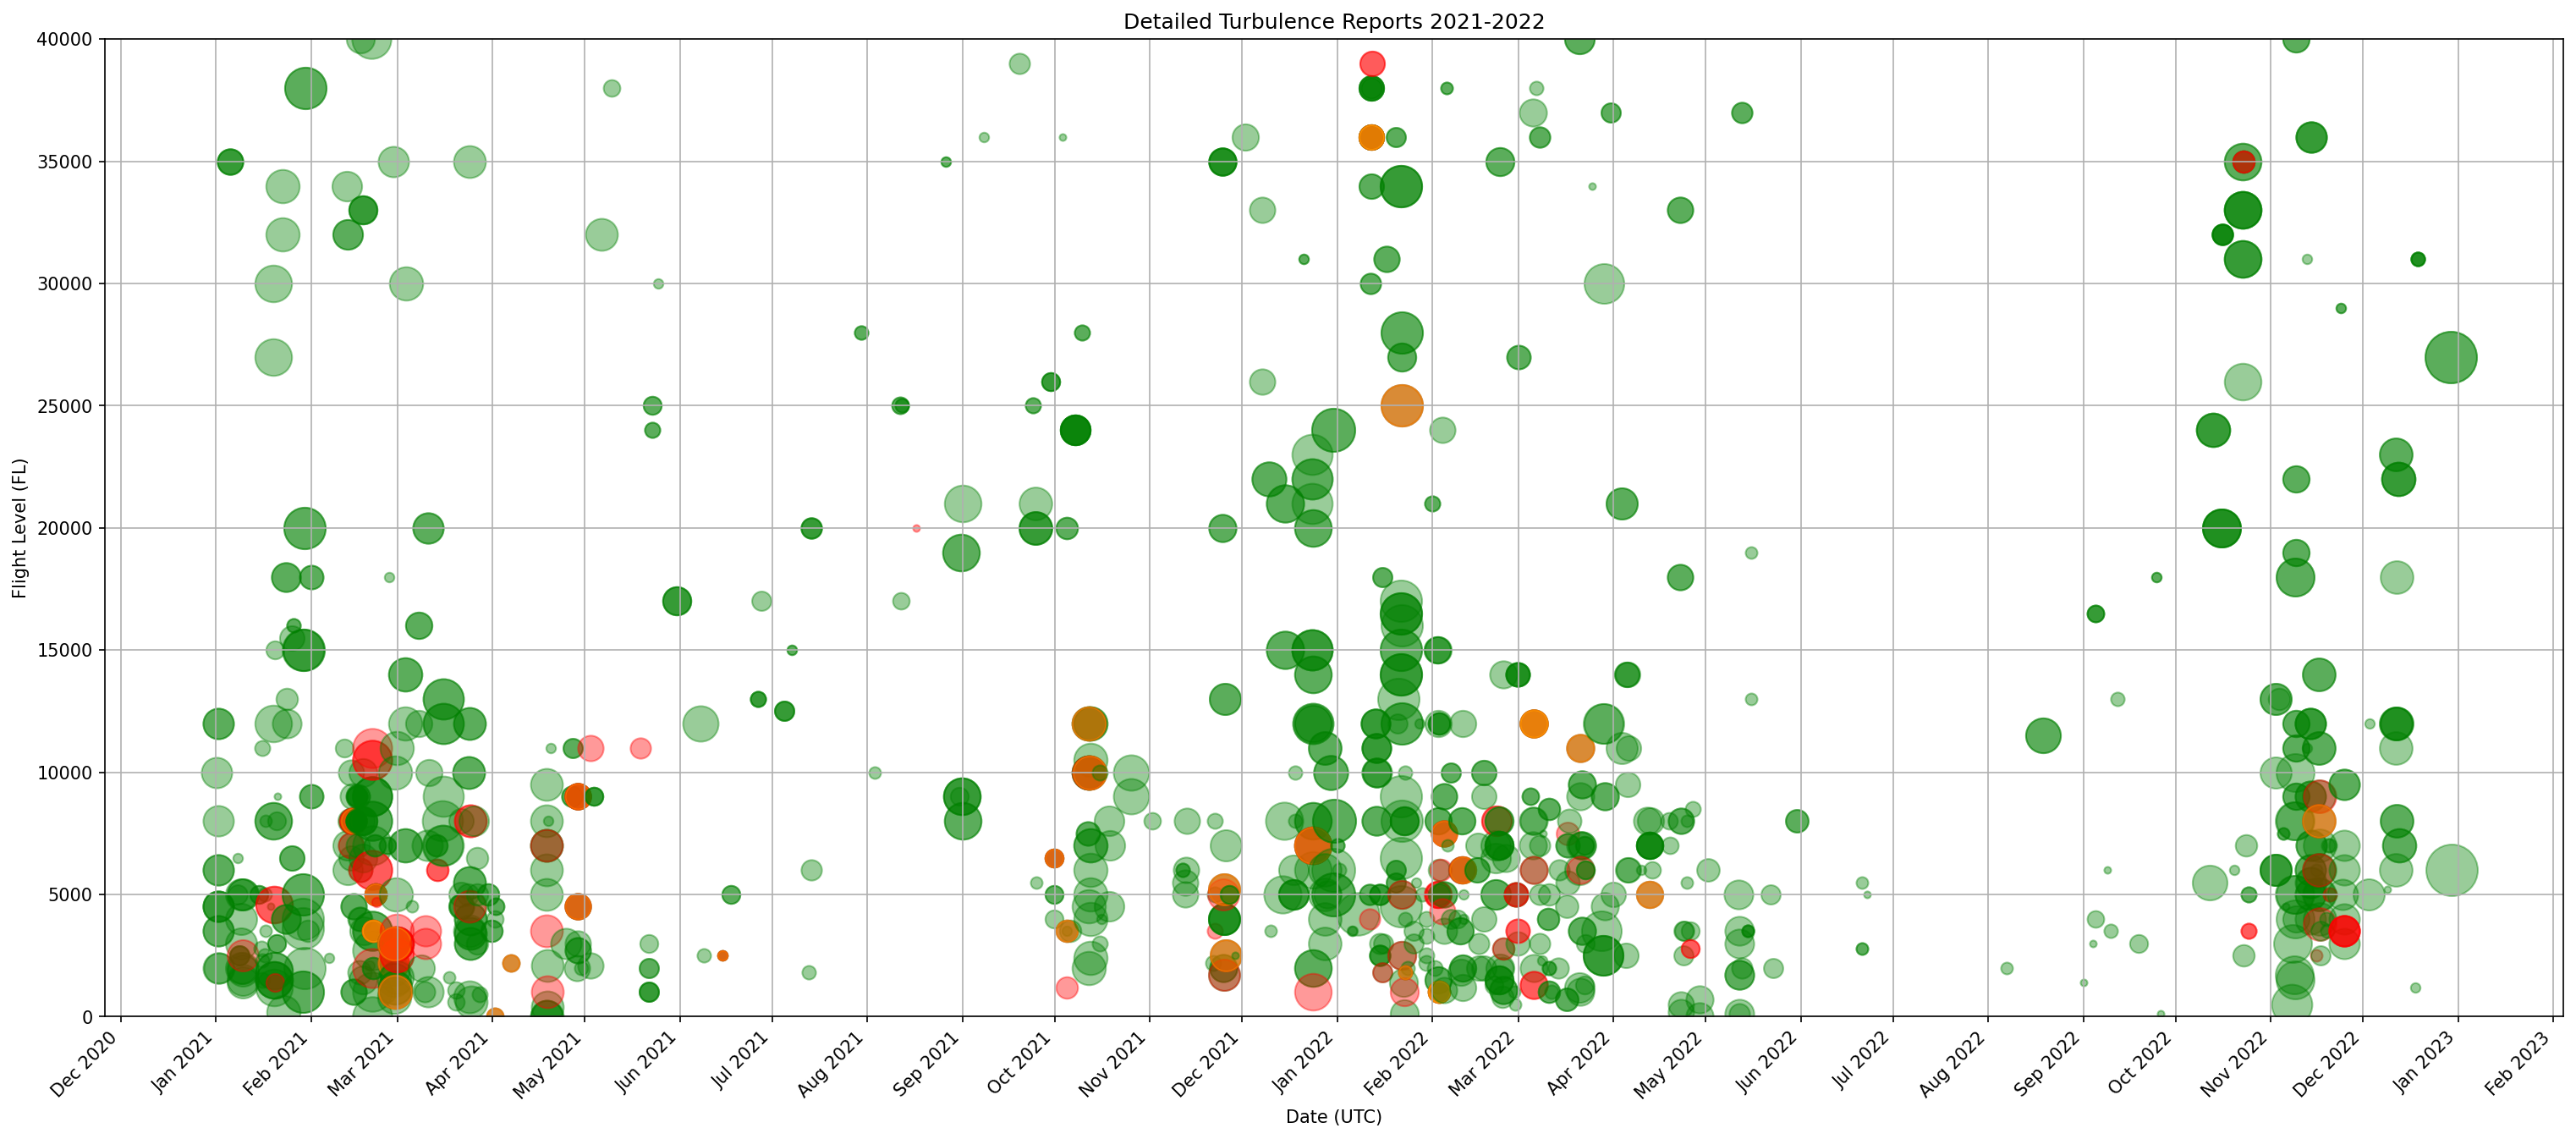 Detailed Turbulence Reports 2021-2022
40000
35000
30000
25000
20000
15000
10000
5000
0
Flight Level (FL)
Dec 2020
Jan 2021
Feb 2021
Mar 2021
Apr 2021
May 2021
Jun 2021
Jul 2021
Aug 2021
Sep 2021
Oct 2021
Nov 2021
Dec 2021
Jan 2022
Feb 2022
Mar 2022
Apr 2022
May 2022
Jun 2022
Jul 2022
Aug 2022
Sep 2022
Oct 2022
Nov 2022
Dec 2022
Jan 2023
Feb 2023
Date (UTC)